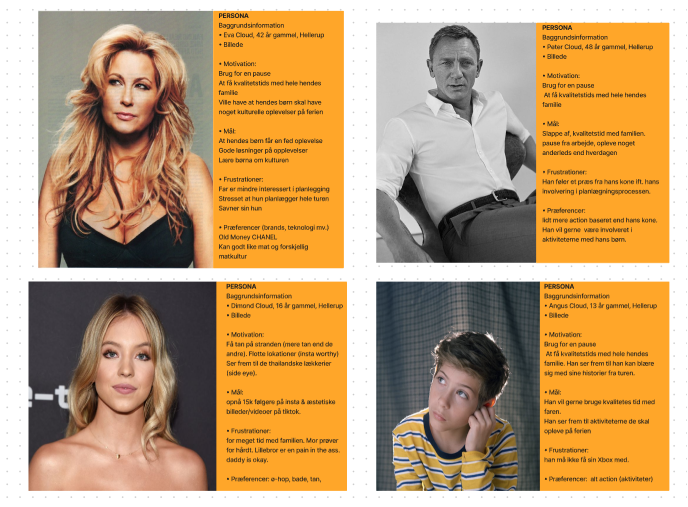 PERSONA
Baggrundsinformation
• Eva Cloud, 42 år gammel, Hellerup
• Billede
• Motivation:
Brug for en pause
At få kvalitetstids med hele hendes
familie
Ville have at hendes børn skal have
noget kulturelle oplevelser på ferien
• Mål:
At hendes børn får en fed oplevelse
Gode løsninger på opplevelser
Lære børna om kulturen
• Frustrationer:
Far er mindre interessert i planlegging
Stresset at hun planlægger hele turen
Savner sin hun
• Præferencer (brands, teknologi mv.)
Old Money CHANEL
Kan godt like mat og forskjellig
matkultur
PERSONA
Baggrundsinformation
• Peter Cloud, 48 år gammel, Hellerup
• Billede
• Motivation:
Brug for en pause
At få kvalitetstids med hele hendes
familie
• Mål:
Slappe af, kvalitetstid med familien.
pause fra arbejde, opleve noget
anderleds end hverdagen
• Frustrationer:
Han føler et præs fra hans kone ift. hans
involvering i planlægningsprocessen.
• Præferencer:
lidt mere action baseret end hans kone.
Han vil gerne være involveret i
aktiviteterne med hans børn.
PERSONA
Baggrundsinformation
• Dimond Cloud, 16 år gammel, Hellerup
• Billede
• Motivation:
Få tan på stranden (mere tan end de
andre). Flotte lokationer (insta worthy)
Ser frem til de thailandske lækkerier
(side eye).
• Mål:
opnå 15k følgere på insta & æstetiske
billeder/videoer på tiktok.
• Frustrationer:
for meget tid med familien. Mor prøver
for hårdt. Lillebror er en pain in the ass.
daddy is okay.
• Præferencer: ø-hop, bade, tan,
e-t
PERSONA
Baggrundsinformation
• Angus Cloud, 13 år gammel, Hellerup
• Billede
• Motivation:
Brug for en pause
At få kvalitetstids med hele hendes
familie. Han ser frem til han kan blære
sig med sine historier fra turen.
• Mål:
Han vil gerne bruge kvalitetes tid med
faren.
Han ser frem til aktiviteterne de skal
opleve på ferien
• Frustrationer:
han må ikke få sin Xbox med.
• Præferencer: alt action (aktiviteter)